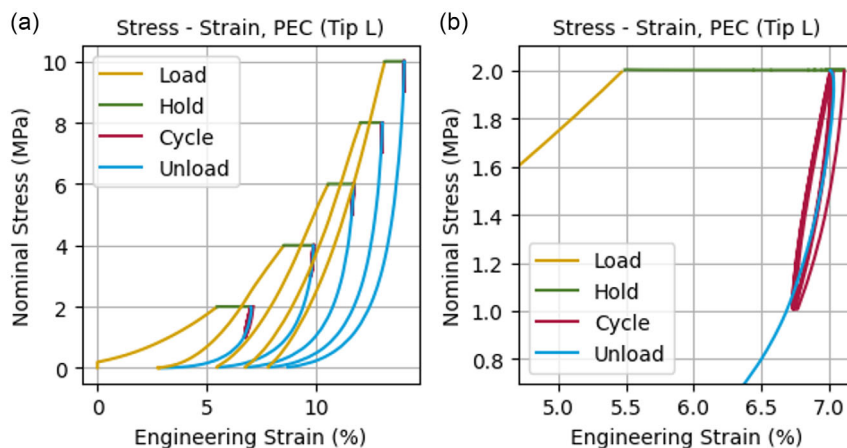 (a)
Stress - Strain, PEC (Tip L)
Nominal Stress (MPa)
10
8
6
4
2
0
Load
Hold
Cycle
Unload
0 5 10
Engineering Strain (%)
(b)
Stress - Strain, PEC (Tip L)
Nominal Stress (MPa)
2.0
1.8
1.6
1.4
1.2
1.0
0.8
Load
Hold
Cycle
Unload
5.0 5.5 6.0 6.5 7.0
Engineering Strain (%)